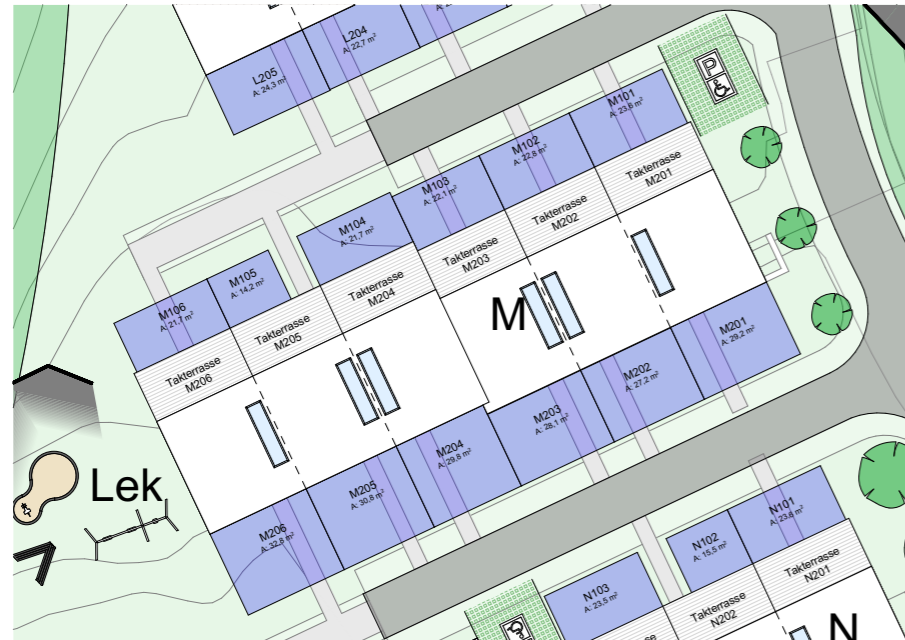 L204
A: 22,7 m²
L205
A: 24,3 m²
P
M101
A: 23,8 m²
M102
A: 22,8 m²
M103
A: 22,1 m²
M104
A: 21,7 m²
M105
A: 14,2 m²
M106
A: 21,7 m²
Takterrasse
M201
Takterrasse
M202
Takterrasse
M203
Takterrasse
M204
Takterrasse
M205
Takterrasse
M206
M
M201
A: 29,2 m²
M202
A: 27,2 m²
M203
A: 28,1 m²
M204
A: 29,8 m²
M205
A: 30,8 m²
M206
A: 32,8 m²
Lek
N101
A: 23,6 m²
N102
A: 15,5 m²
N103
A: 23,5 m²
Takterrasse
N201
Takterrasse
N202
N